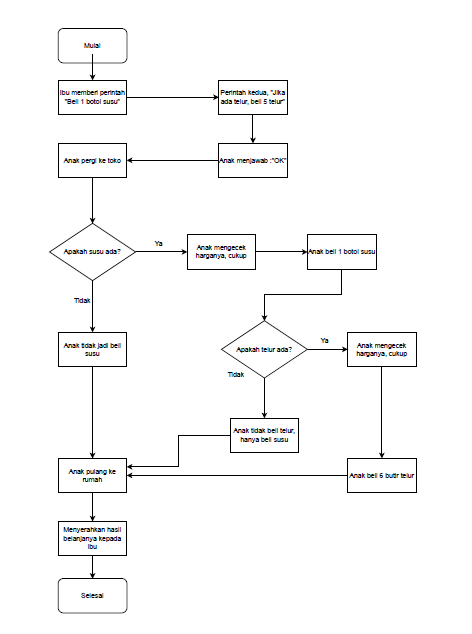 Mulai
Ibu memberi perintah
"Beli 1 botol susu"
Perintah kedua, "Jika
ada telur, beli 5 telur"
Anak menjawab :"OK"
Anak pergi ke toko
Apakah susu ada?
Ya
Anak mengecek
harganya, cukup
Anak beli 1 botol susu
Tidak
Anak tidak jadi beli
susu
Apakah telur ada?
Ya
Anak mengecek
harganya, cukup
Tidak
Anak tidak beli telur,
hanya beli susu
Anak pulang ke
rumah
Anak beli 6 butir telur
Menyerahkan hasil
belanjanya kepada
Ibu
Selesai